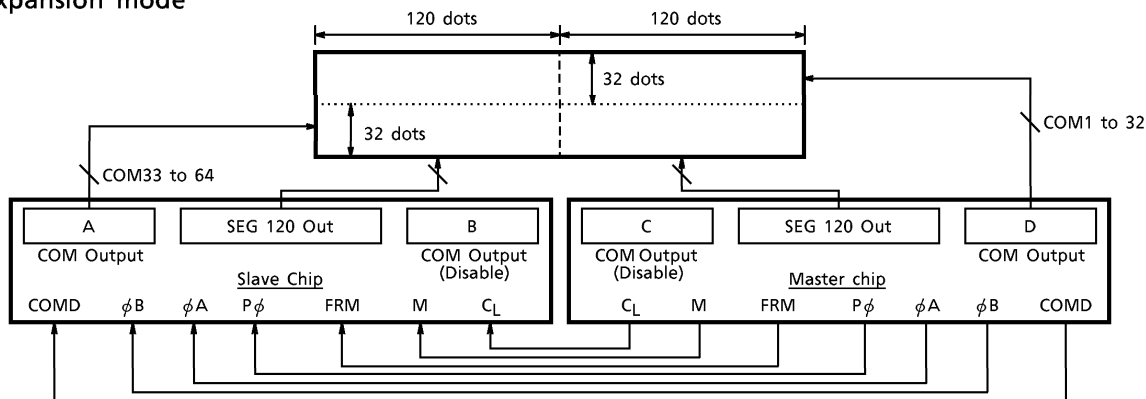 xpansion mode
120 dots 120 dots
32 dots
32 dots
COM1 to 32
COM33 to 64
A SEG 120 Out B C SEG 120 Out D
COM Output COM Output COM Output COM Output
(Disable) (Disable)
Slave Chip Master chip
COMD ϕB ϕA Pϕ FRM M CL CL M FRM Pϕ ϕA ϕB COMD